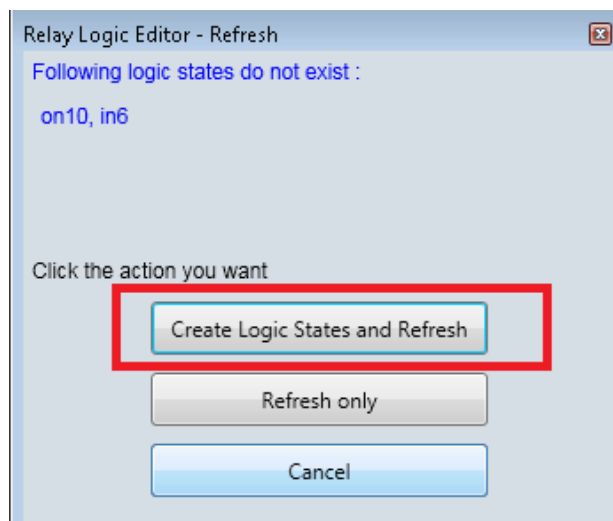 Relay Logic Editor - Refresh
Following logic states do not exist :
on10, in6
Click the action you want
Create Logic States and Refresh
Refresh only
Cancel